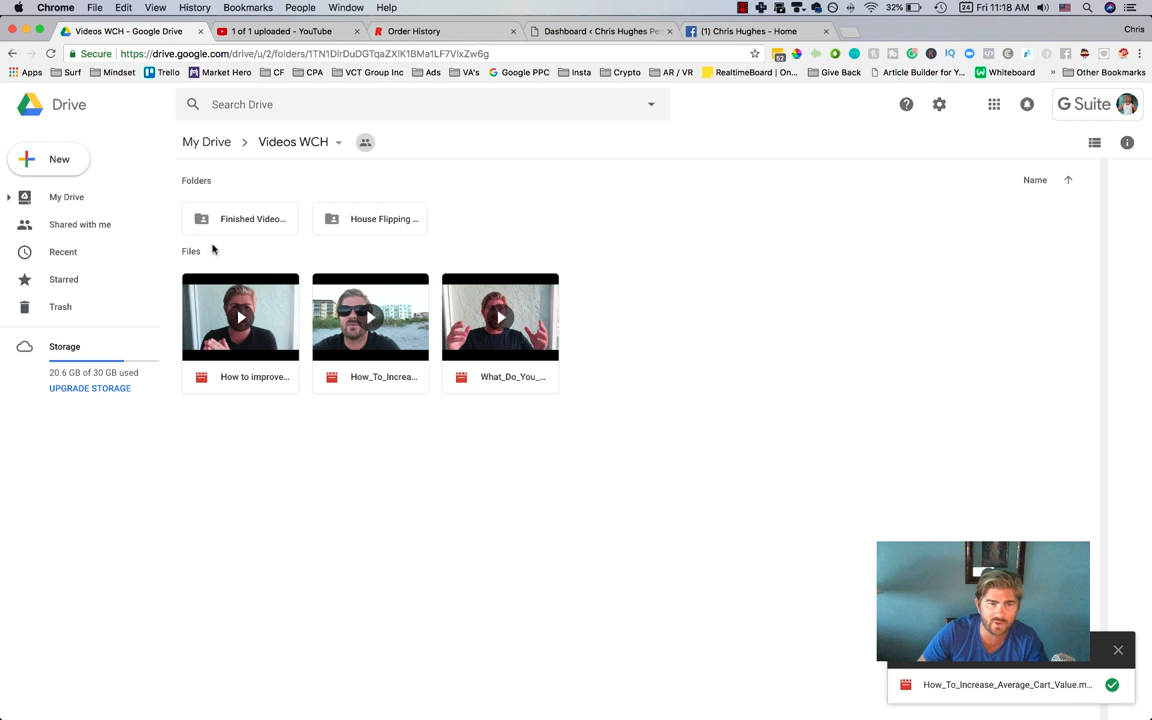 Chrome File Edit View History Bookmarks People Window Help 32% 24 Fri 11:18 AM
Videos WCH - Google Drive 1 of 1 uploaded - YouTube Order History Dashboard ‹ Chris Hughes Per (1) Chris Hughes - Home Chris
Secure https://drive.google.com/drive/u/2/folders/1TN1DlrDuDGTqaZXlK1BMa1LF7VixZw6g 52
Apps Surf Mindset Trello Market Hero CF CPA VCT Group Inc Ads VA's Google PPC Insta Crypto AR / VR RealtimeBoard | On... Give Back Article Builder for Y... Whiteboard » Other Bookmarks
Drive Search Drive G Suite
My Drive Videos WCH
New
Folders Name
My Drive
Finished Video... House Flipping ...
Shared with me
Files
Recent
Starred
Trash
Storage
20.6 GB of 30 GB used
UPGRADE STORAGE
How to improve... How_To_Increa... What_Do_You_...
How_To_Increase_Average_Cart_Value.m...